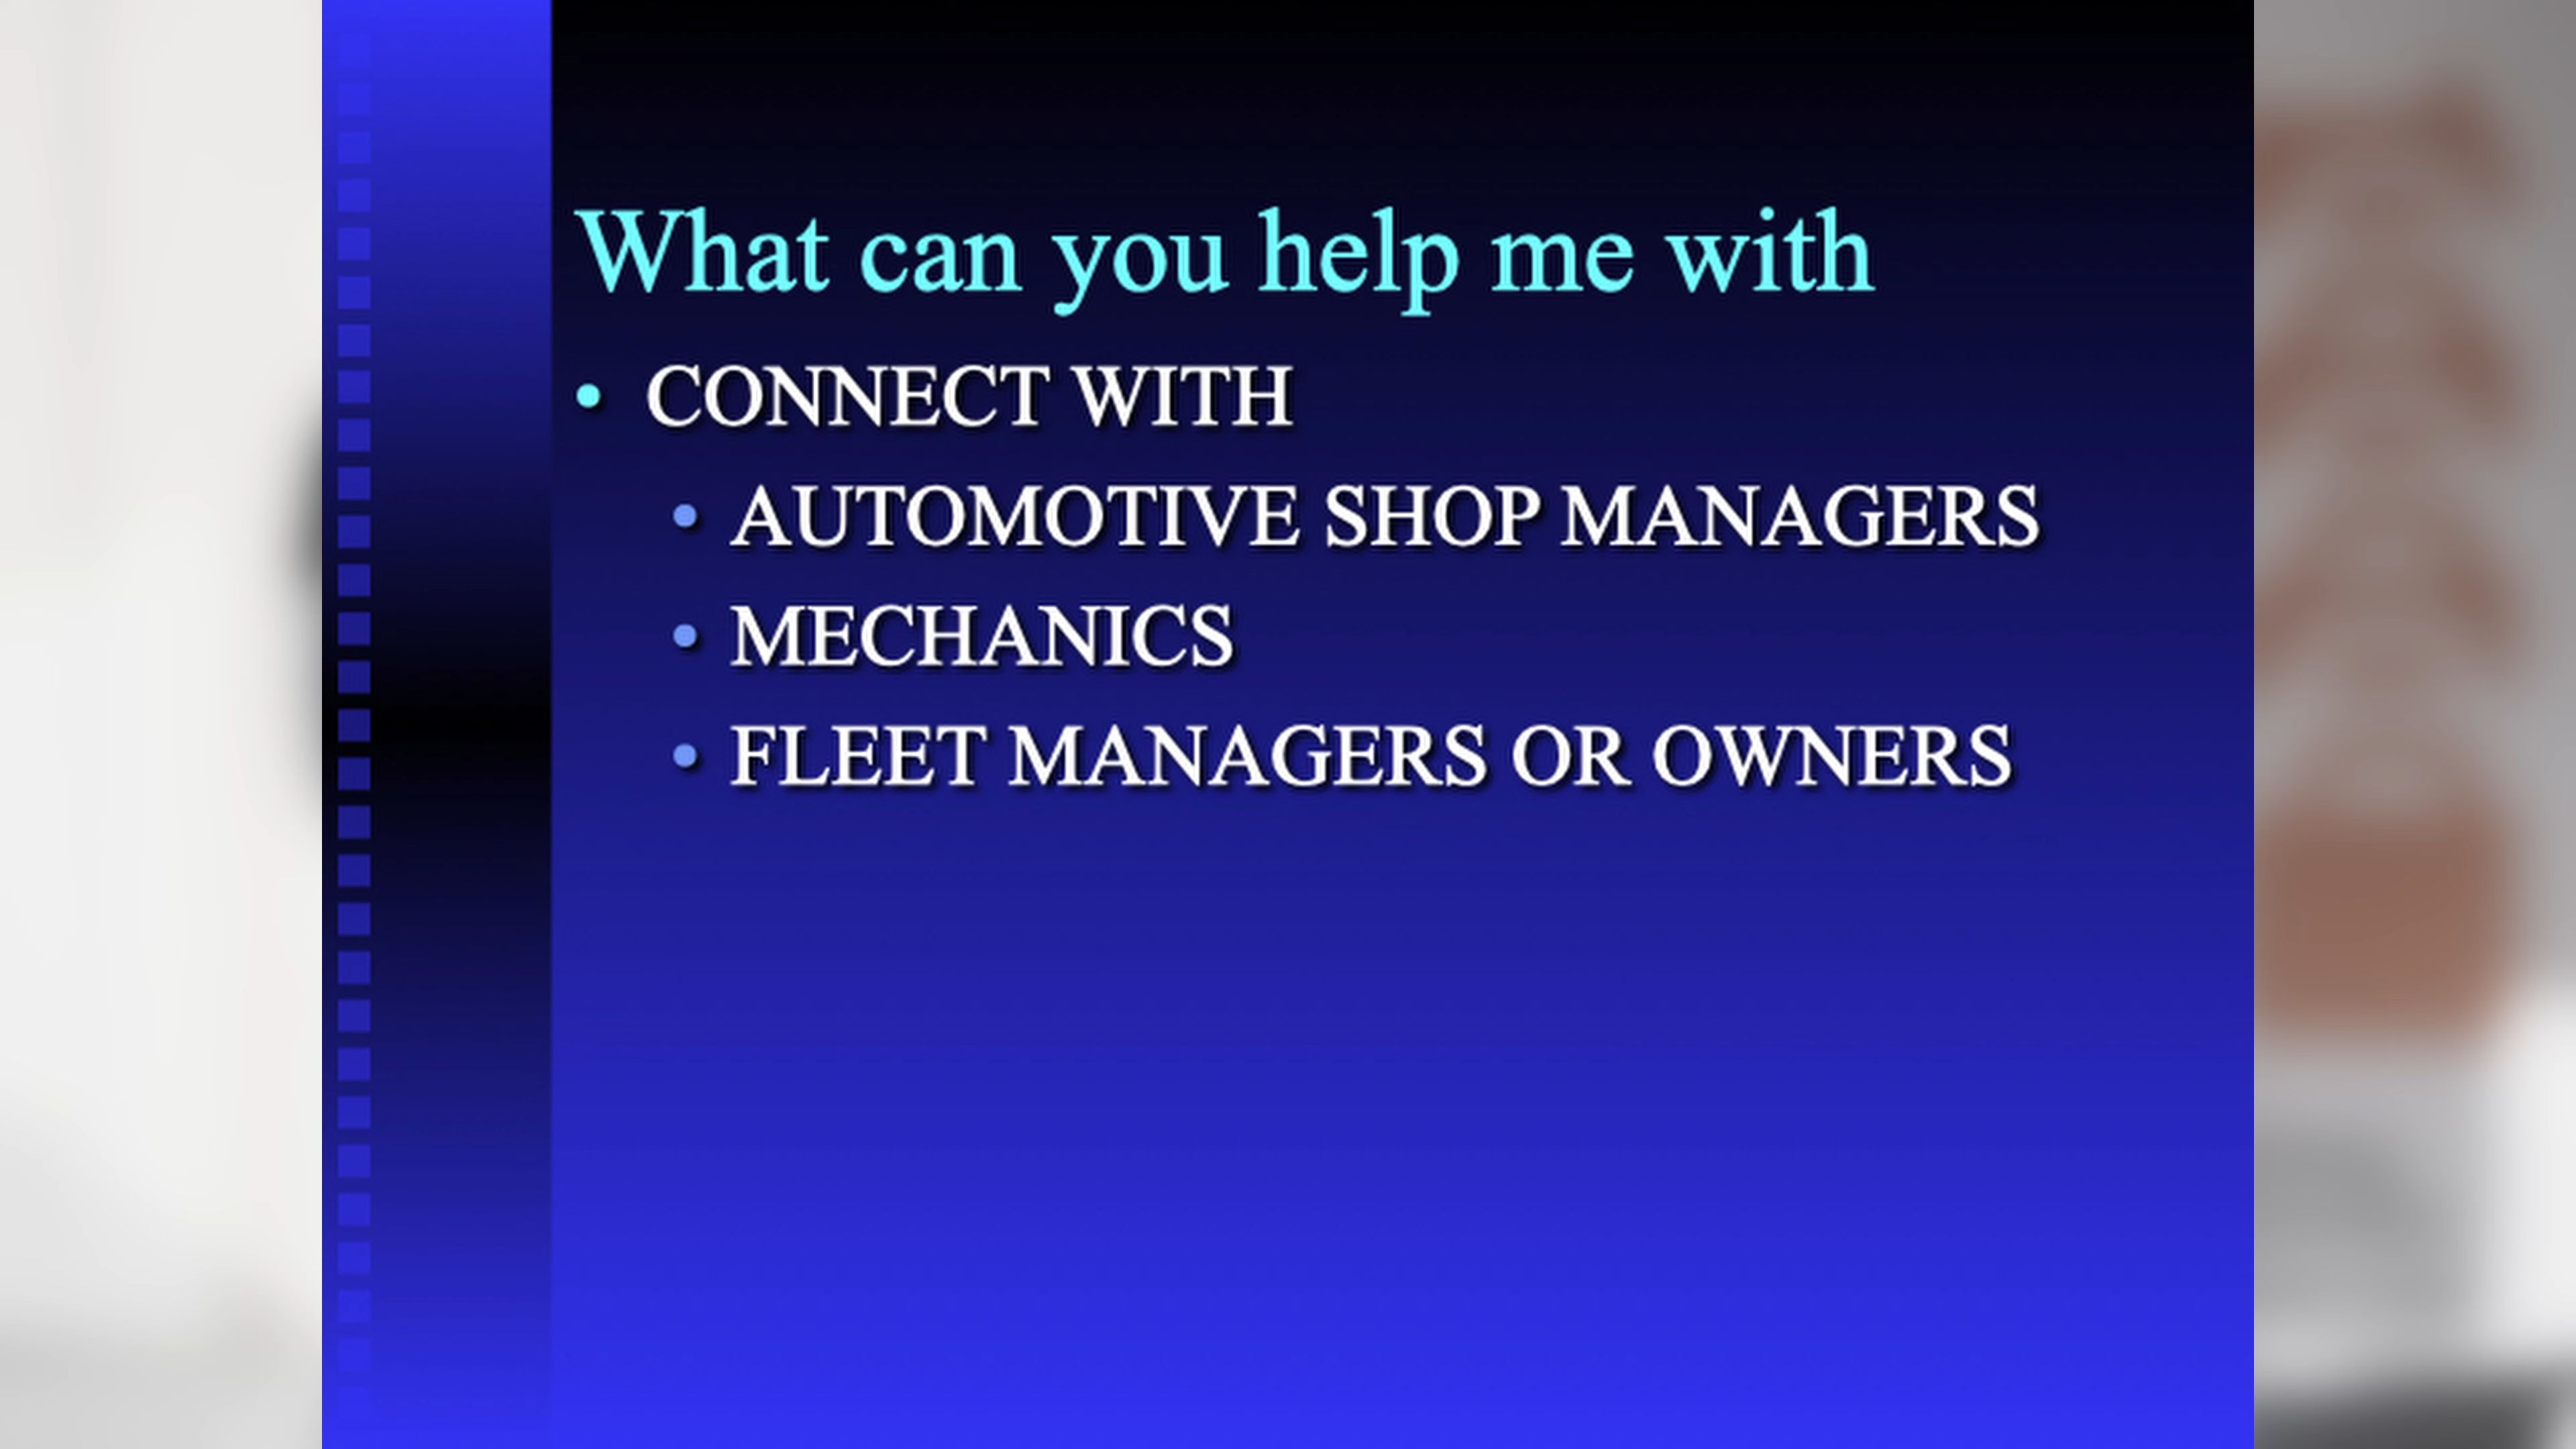 What can you help me with
• CONNECT WITH
• AUTOMOTIVE SHOP MANAGERS
• MECHANICS
• FLEET MANAGERS OR OWNERS